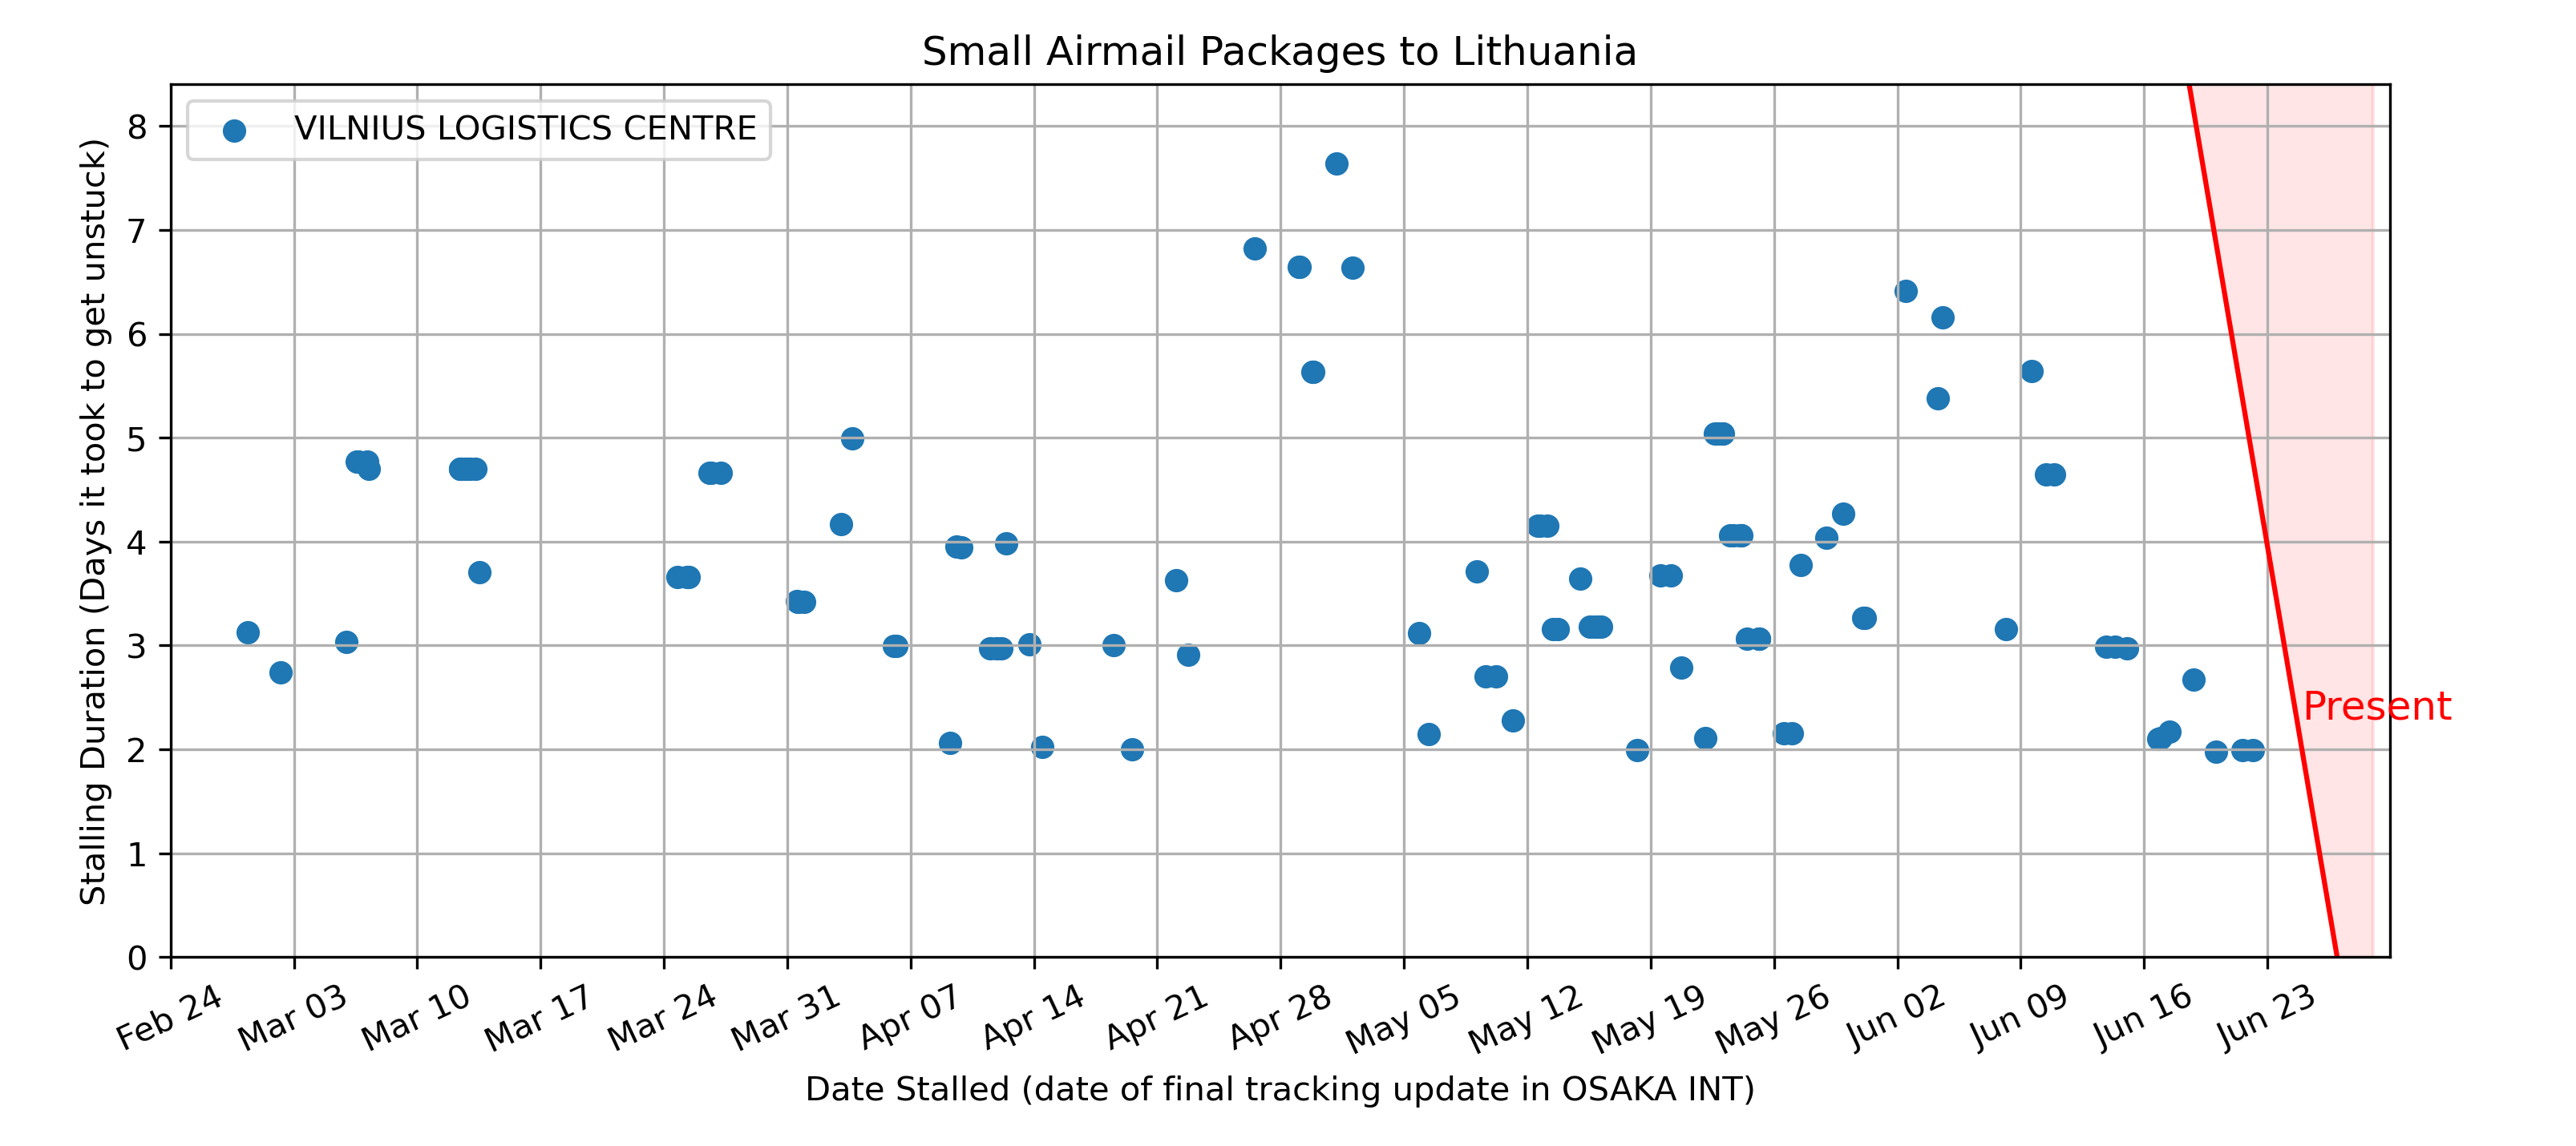 Small Airmail Packages to Lithuania
VILNIUS LOGISTICS CENTRE
Stalling Duration (Days it took to get unstuck)
8
7
6
5
4
3
2
1
0
Present
Feb 24
Mar 03
Mar 10
Mar 17
Mar 24
Mar 31
Apr 07
Apr 14
Apr 21
Apr 28
May 05
May 12
May 19
May 26
Jun 02
Jun 09
Jun 16
Jun 23
Date Stalled (date of final tracking update in OSAKA INT)